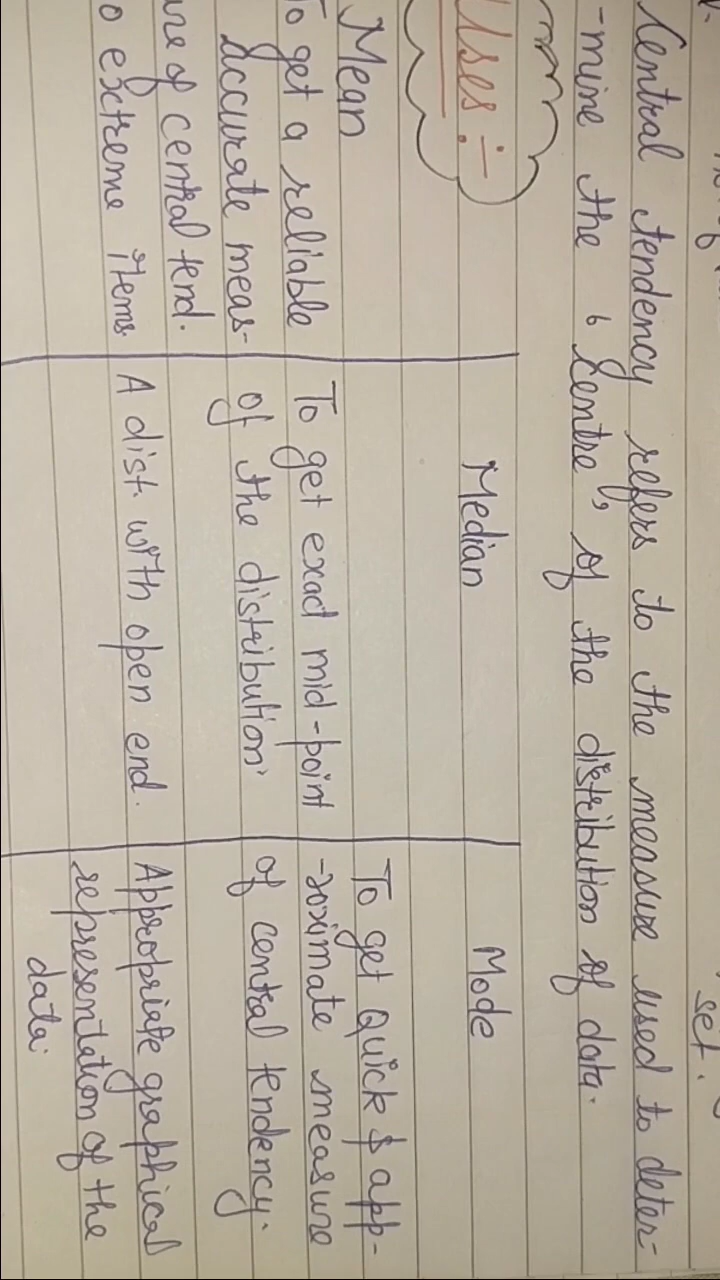 set.
Central tendency refers to the measure used to deter-
-mine the 'Centre', of the distribution of data.
Uses :-
Mean
To get a reliable
accurate meas-
ure of central tend.
o extreme items
Median
To get exact mid-point
of the distribution.
A dist. with open end.
Mode
To get quick & app-
-roximate measure
of central tendency.
Appropriate graphical
representation of the
data.